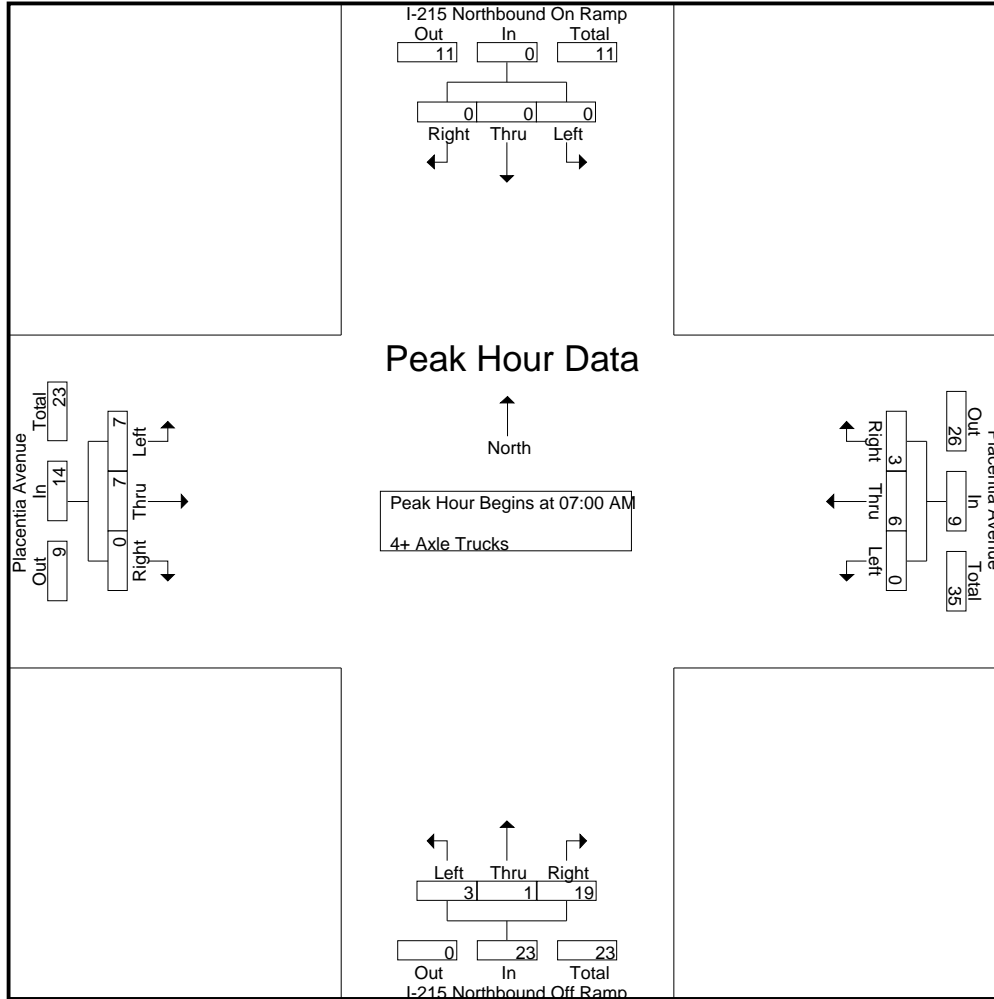 I-215 Northbound On Ramp
Out In Total
11 0 11
0 0 0
Right Thru Left
Peak Hour Data
North
Peak Hour Begins at 07:00 AM
4+ Axle Trucks
Placentia Avenue
Total In Out
23 14 9
7 7 0
Left Thru Right
Placentia Avenue
Out In Total
26 9 35
3 6 0
Right Thru Left
Left Thru Right
3 1 19
0 23 23
Out In Total
I-215 Northbound Off Ramp